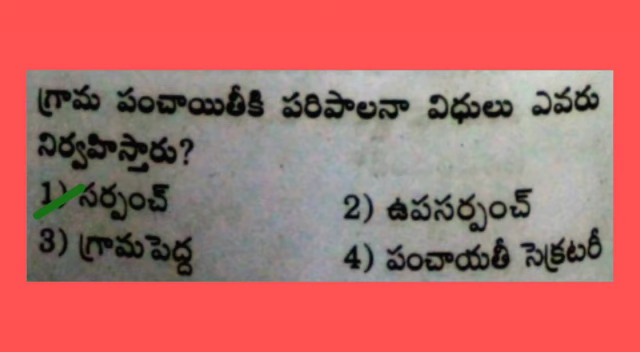 గ్రామ పంచాయితీకి పరిపాలనా విధులు ఎవరు
నిర్వహిస్తారు?
1) సర్పంచ్ 2) ఉపసర్పంచ్
3) గ్రామపెద్ద 4) పంచాయతీ సెక్రటరీ